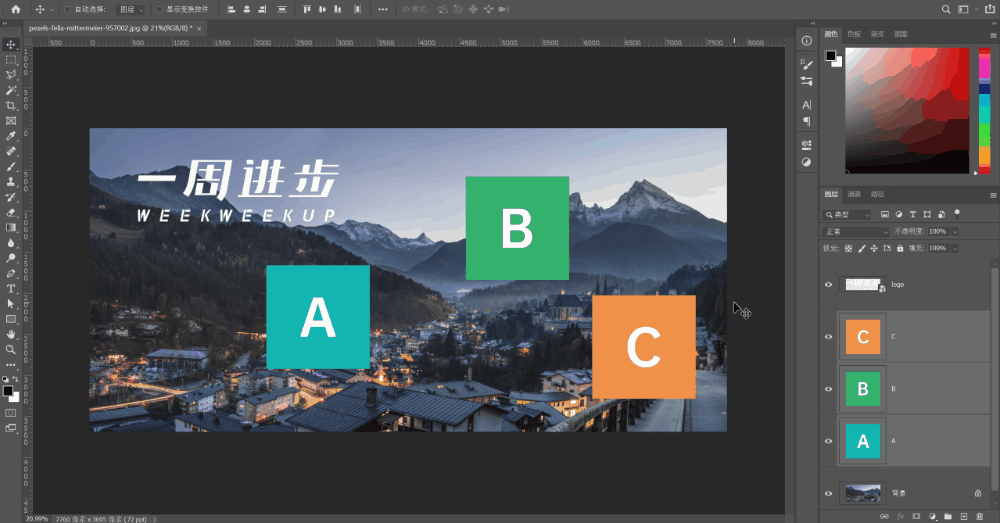 自动选择: 图层 显示变换控件 ••• 3D 模式:
pexels-felix-mittermeier-957002.jpg @ 21%(RGB/8) * ×
500 0 500 1000 1500 2000 2500 3000 3500 4000 4500 5000 5500 6000 6500 7000 7500 8000
一周进步
WEEKWEEKUP
B
A
C
颜色 色板 渐变 图案
图层 通道 路径
类型
正常 不透明度: 100%
锁定: 填充: 100%
logo
C C
B B
A A
背景
fx
20.99% 2760 像素 x 3695 像素 (72 ppi)